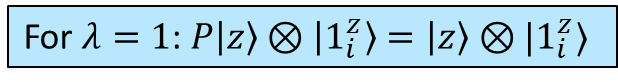 For λ = 1: P|z⟩ ⊗ |1ᵢᶻ⟩ = |z⟩ ⊗ |1ᵢᶻ⟩